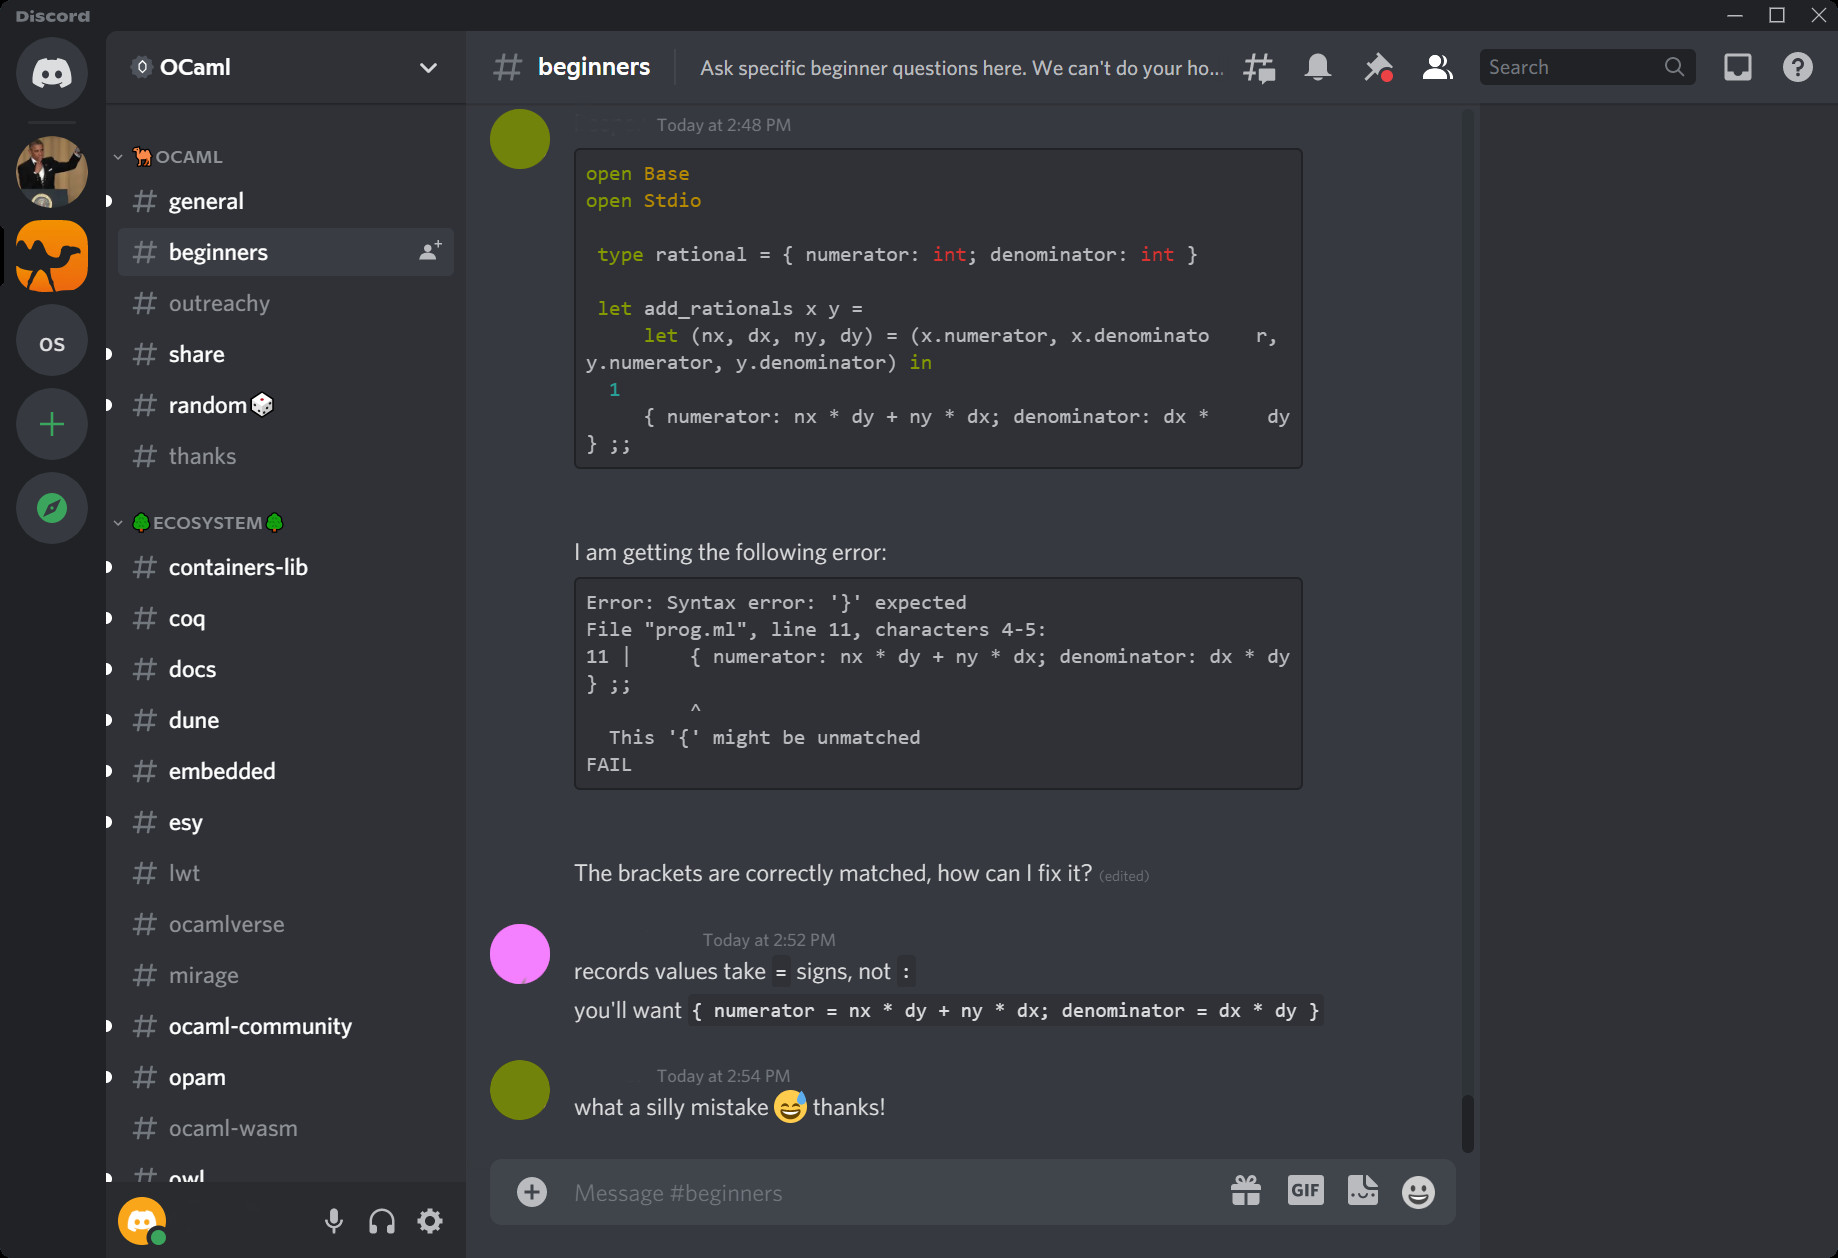 Discord
OCaml
OCAML
general
beginners
outreachy
share
random
thanks
ECOSYSTEM
containers-lib
coq
docs
dune
embedded
esy
lwt
ocamlverse
mirage
ocaml-community
opam
ocaml-wasm
owl
OS
beginners
Ask specific beginner questions here. We can't do your ho...
Search
Today at 2:48 PM
open Base
open Stdio
type rational = { numerator: int; denominator: int }
let add_rationals x y =
let (nx, dx, ny, dy) = (x.numerator, x.denominato r,
y.numerator, y.denominator) in
1
{ numerator: nx * dy + ny * dx; denominator: dx * dy
} ;;
I am getting the following error:
Error: Syntax error: '}' expected
File "prog.ml", line 11, characters 4-5:
11 | { numerator: nx * dy + ny * dx; denominator: dx * dy
} ;;
^
This '{' might be unmatched
FAIL
The brackets are correctly matched, how can I fix it? (edited)
Today at 2:52 PM
records values take = signs, not :
you'll want { numerator = nx * dy + ny * dx; denominator = dx * dy }
Today at 2:54 PM
what a silly mistake 😅 thanks!
Message #beginners
GIF